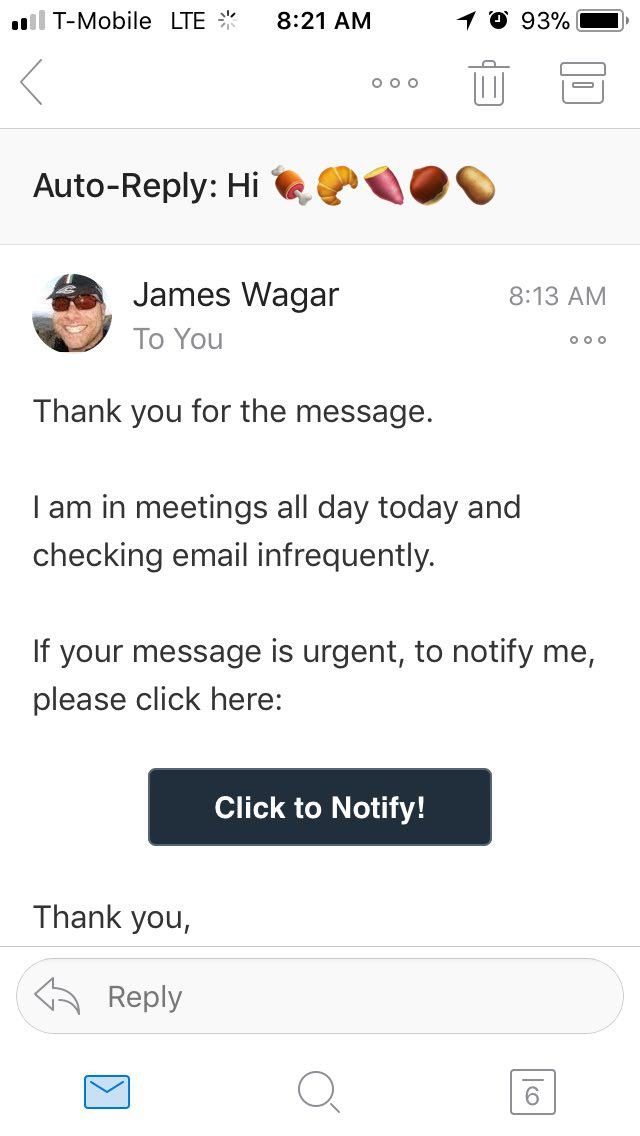 T-Mobile LTE 8:21 AM 93%
Auto-Reply: Hi 🍖🥐🍠🌰🥔
James Wagar 8:13 AM
To You
Thank you for the message.
I am in meetings all day today and
checking email infrequently.
If your message is urgent, to notify me,
please click here:
Click to Notify!
Thank you,
Reply
6